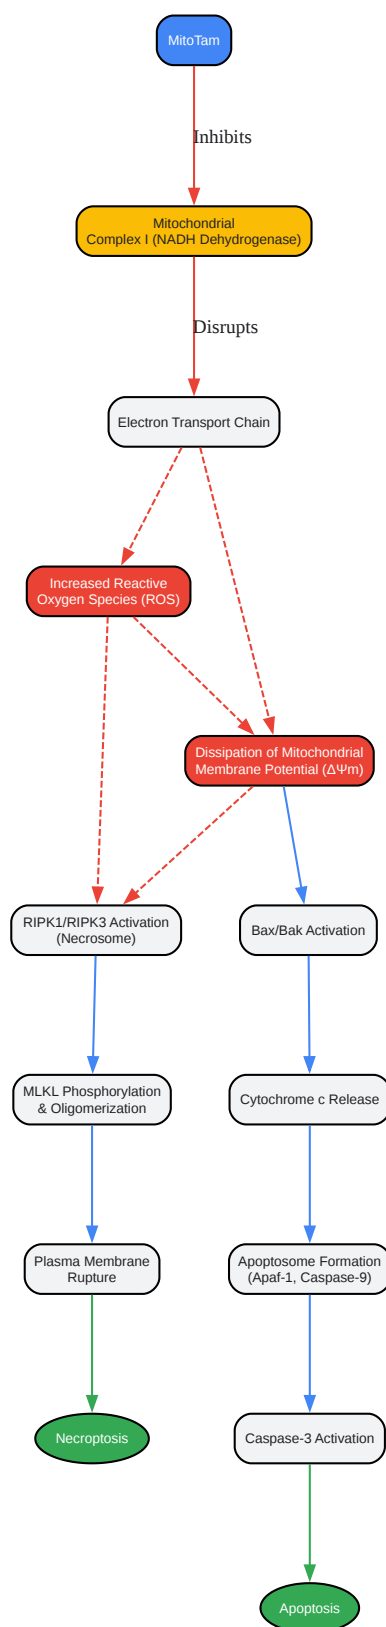 MitoTam
Inhibits
Mitochondrial
Complex I (NADH Dehydrogenase)
Disrupts
Electron Transport Chain
Increased Reactive
Oxygen Species (ROS)
Dissipation of Mitochondrial
Membrane Potential (ΔΨm)
RIPK1/RIPK3 Activation
(Necrosome)
Bax/Bak Activation
MLKL Phosphorylation
& Oligomerization
Cytochrome c Release
Plasma Membrane
Rupture
Apoptosome Formation
(Apaf-1, Caspase-9)
Necroptosis
Caspase-3 Activation
Apoptosis